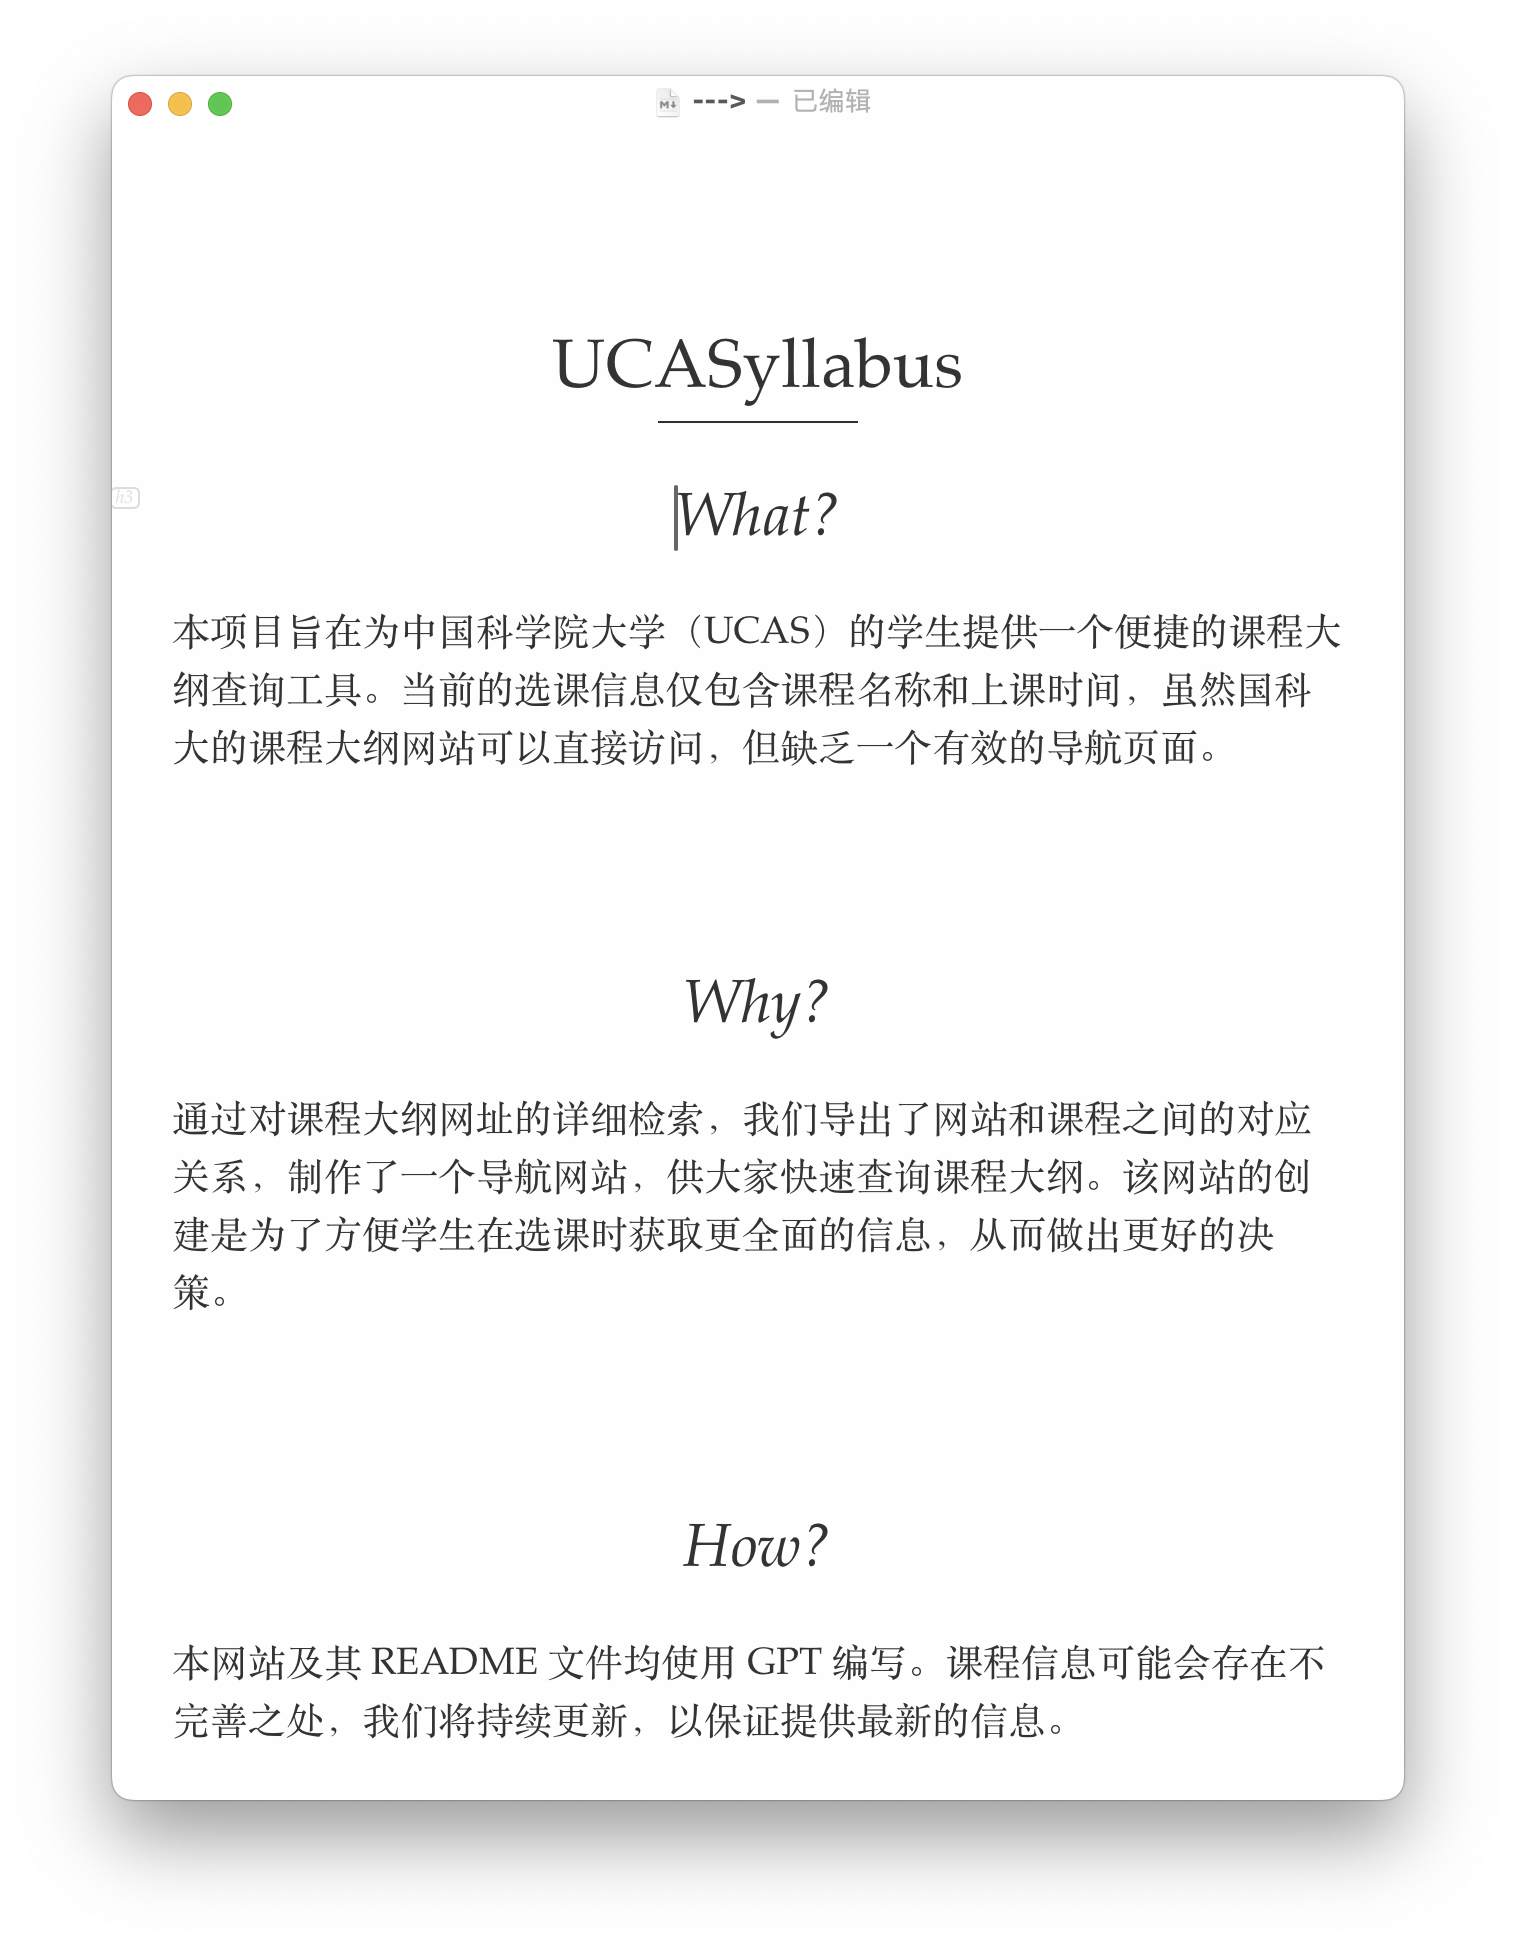 ---> — 已编辑
UCASyllabus
h3
What?
本项目旨在为中国科学院大学（UCAS）的学生提供一个便捷的课程大
纲查询工具。当前的选课信息仅包含课程名称和上课时间，虽然国科
大的课程大纲网站可以直接访问，但缺乏一个有效的导航页面。
Why?
通过对课程大纲网址的详细检索，我们导出了网站和课程之间的对应
关系，制作了一个导航网站，供大家快速查询课程大纲。该网站的创
建是为了方便学生在选课时获取更全面的信息，从而做出更好的决
策。
How?
本网站及其 README 文件均使用 GPT 编写。课程信息可能会存在不
完善之处，我们将持续更新，以保证提供最新的信息。